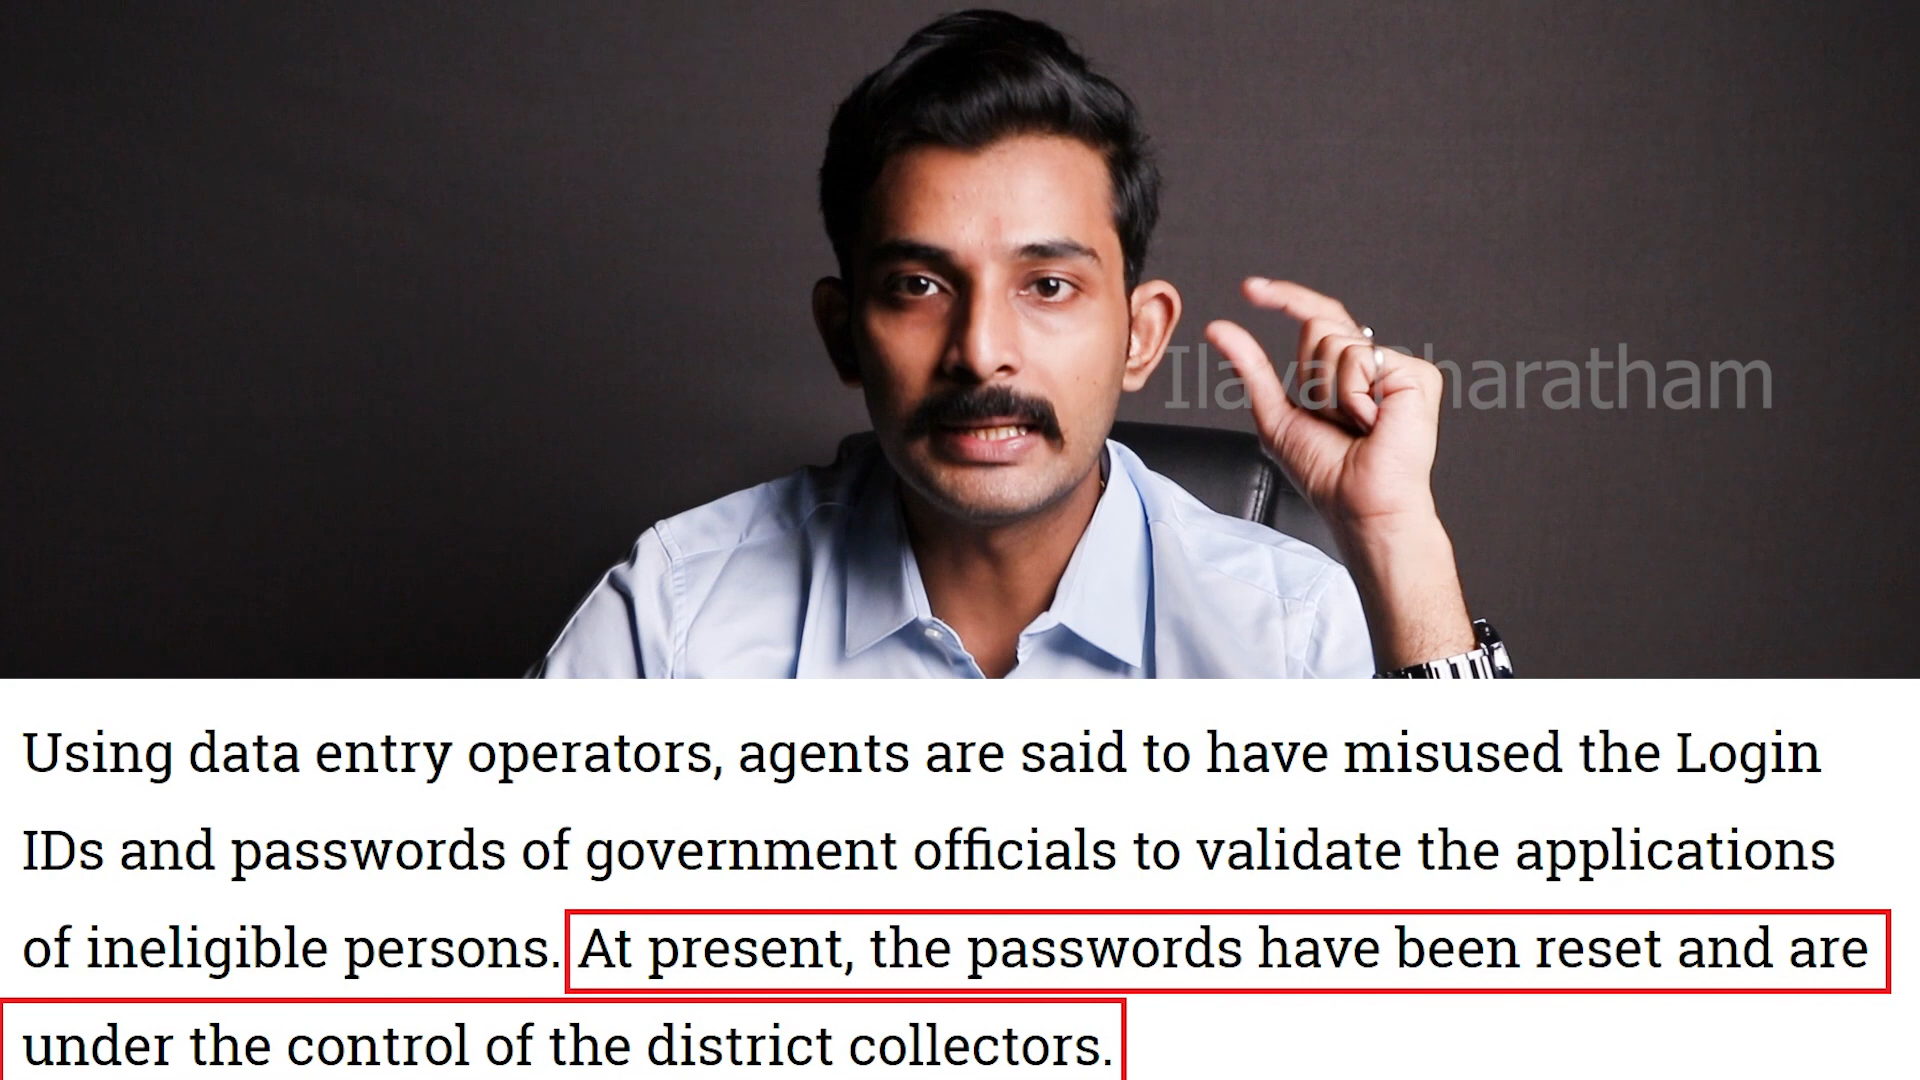 Ilaya Bharatham
Using data entry operators, agents are said to have misused the Login
IDs and passwords of government officials to validate the applications
of ineligible persons. At present, the passwords have been reset and are
under the control of the district collectors.